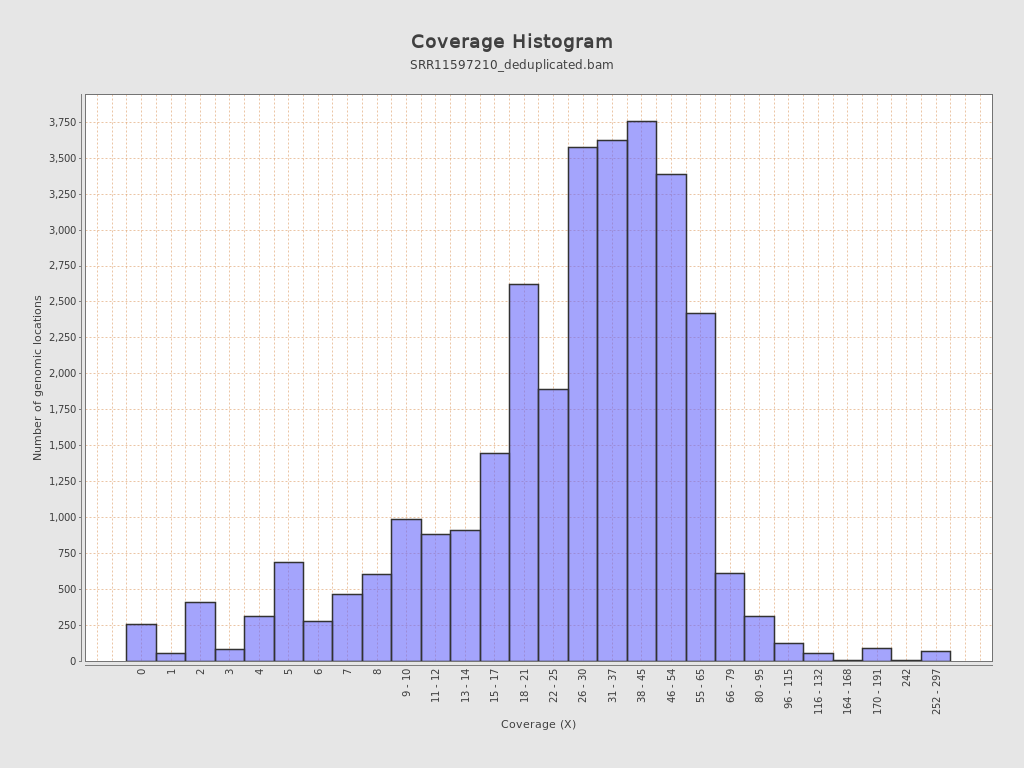 Coverage Histogram
SRR11597210_deduplicated.bam
Number of genomic locations
3,750
3,500
3,250
3,000
2,750
2,500
2,250
2,000
1,750
1,500
1,250
1,000
750
500
250
0
0
1
2
3
4
5
6
7
8
9 - 10
11 - 12
13 - 14
15 - 17
18 - 21
22 - 25
26 - 30
31 - 37
38 - 45
46 - 54
55 - 65
66 - 79
80 - 95
96 - 115
116 - 132
164 - 168
170 - 191
242
252 - 297
Coverage (X)